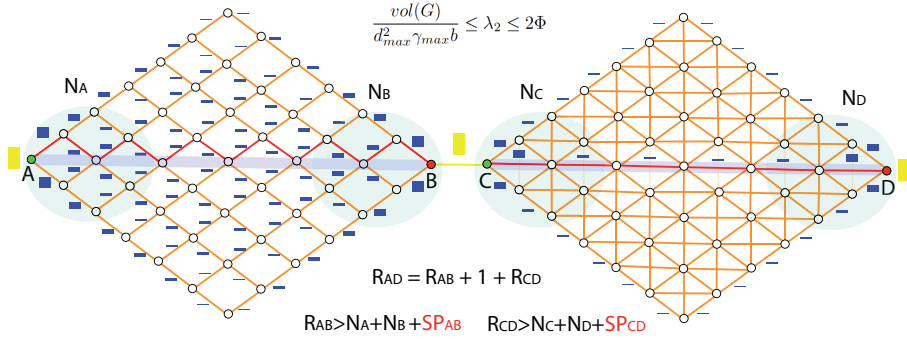 vol(G) / d²max γmax b ≤ λ₂ ≤ 2Φ
NA NB NC ND
A B C D
RAD = RAB + 1 + RCD
RAB>NA+NB+SPAB RCD>NC+ND+SPCD